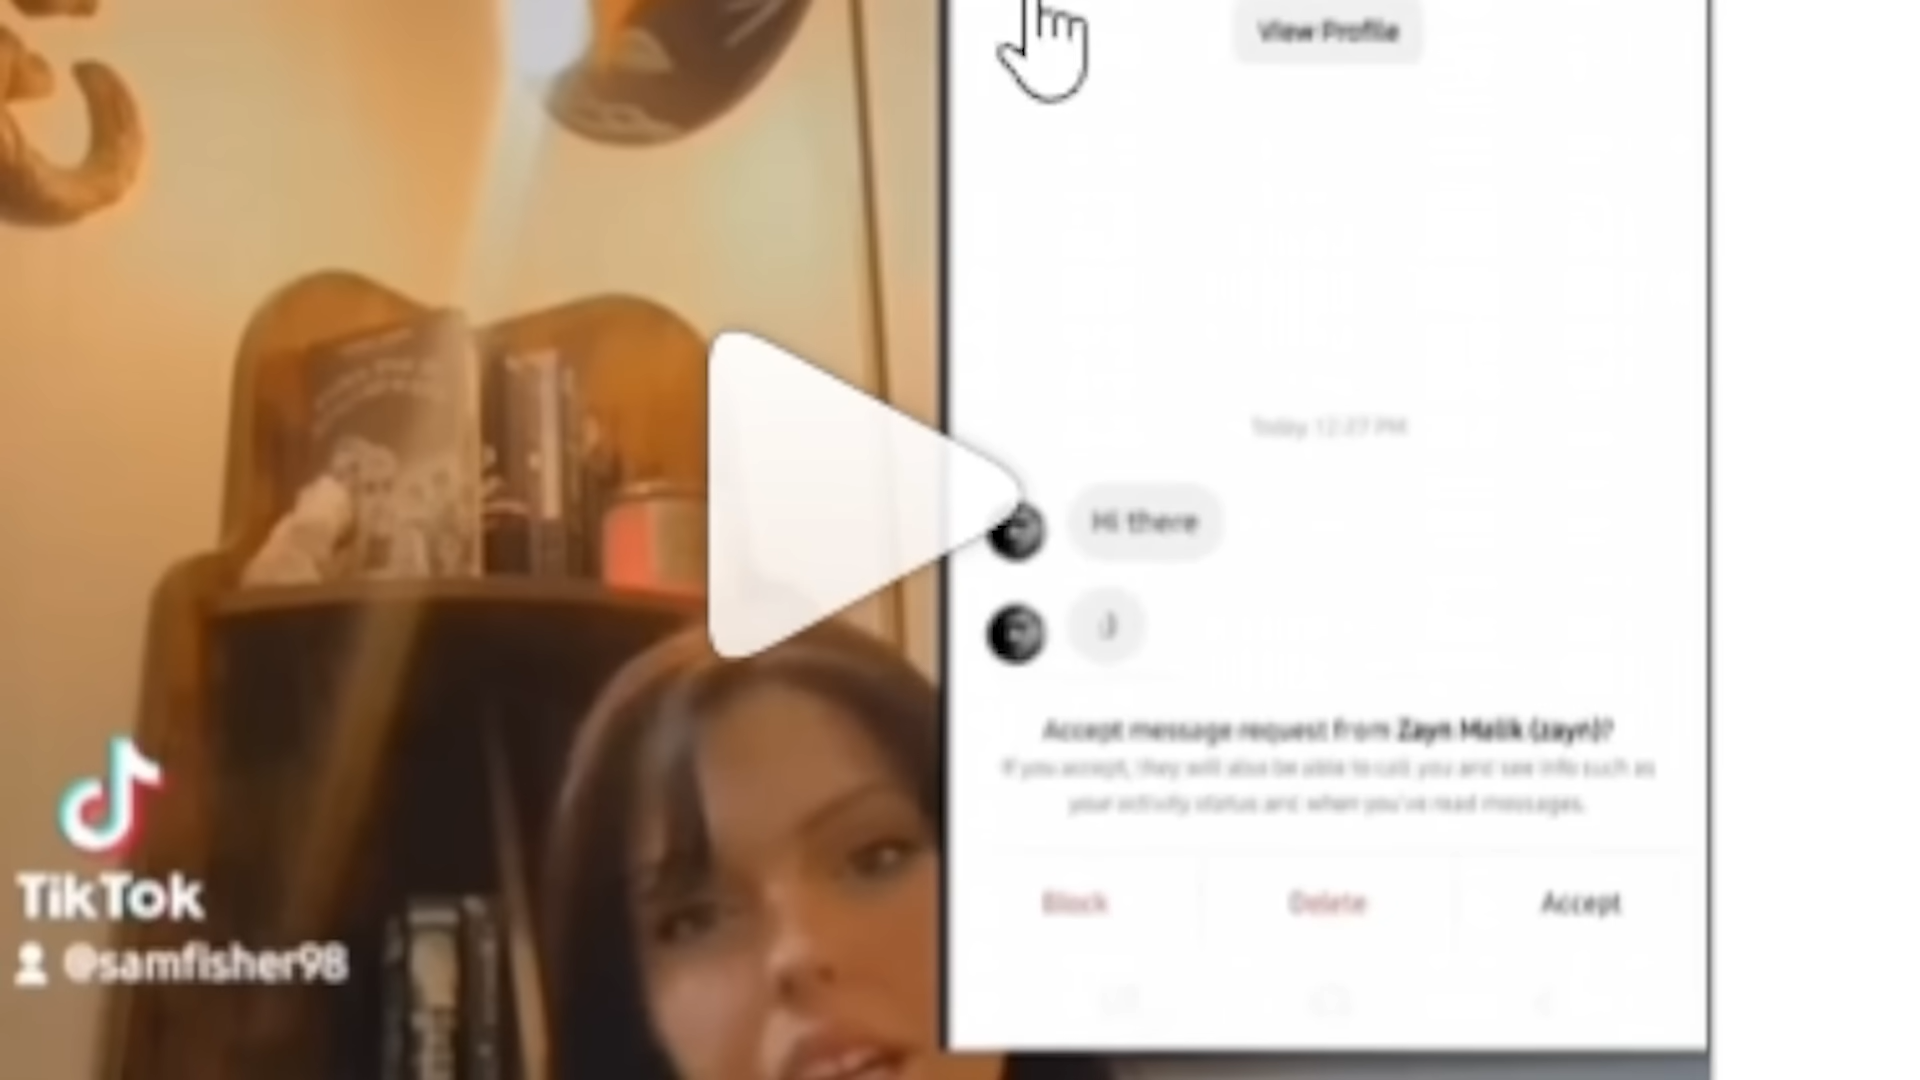 View Profile
Today 12:27 PM
Hi there
:)
Accept message request from Zayn Malik (zayn)?
If you accept, they will also be able to call you and see info such as
your activity status and when you've read messages.
Block
Delete
Accept
TikTok
@samfisher98